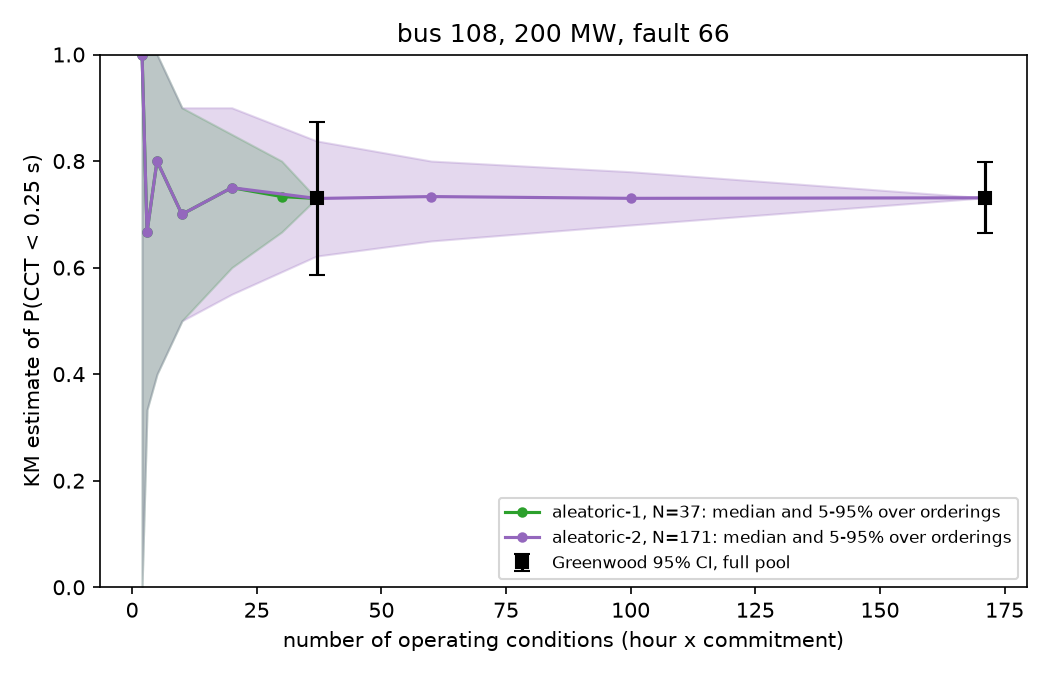 bus 108, 200 MW, fault 66
KM estimate of P(CCT < 0.25 s)
1.0
0.8
0.6
0.4
0.2
0.0
aleatoric-1, N=37: median and 5-95% over orderings
aleatoric-2, N=171: median and 5-95% over orderings
Greenwood 95% CI, full pool
0 25 50 75 100 125 150 175
number of operating conditions (hour x commitment)